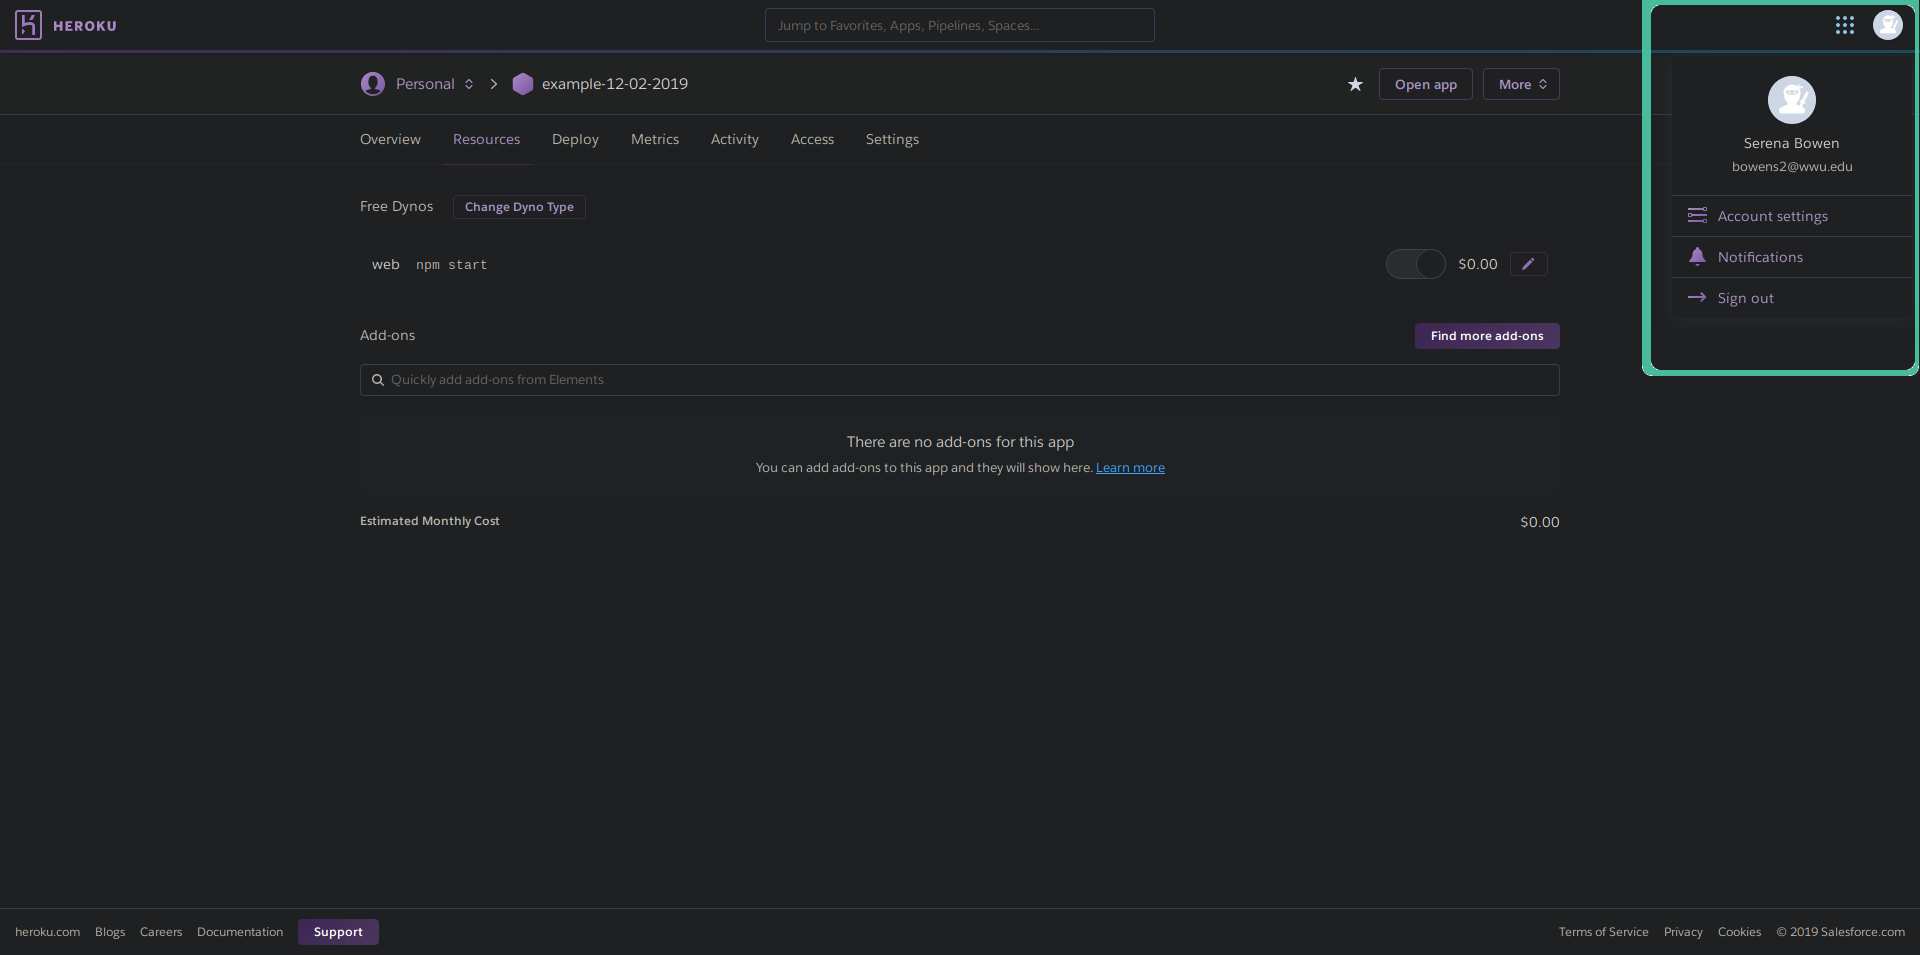 HEROKU
Jump to Favorites, Apps, Pipelines, Spaces...
Personal
example-12-02-2019
Open app
More
Overview
Resources
Deploy
Metrics
Activity
Access
Settings
Serena Bowen
bowens2@wwu.edu
Account settings
Notifications
Sign out
Free Dynos
Change Dyno Type
web npm start
$0.00
Add-ons
Find more add-ons
Quickly add add-ons from Elements
There are no add-ons for this app
You can add add-ons to this app and they will show here. Learn more
Estimated Monthly Cost
$0.00
heroku.com
Blogs
Careers
Documentation
Support
Terms of Service
Privacy
Cookies
© 2019 Salesforce.com